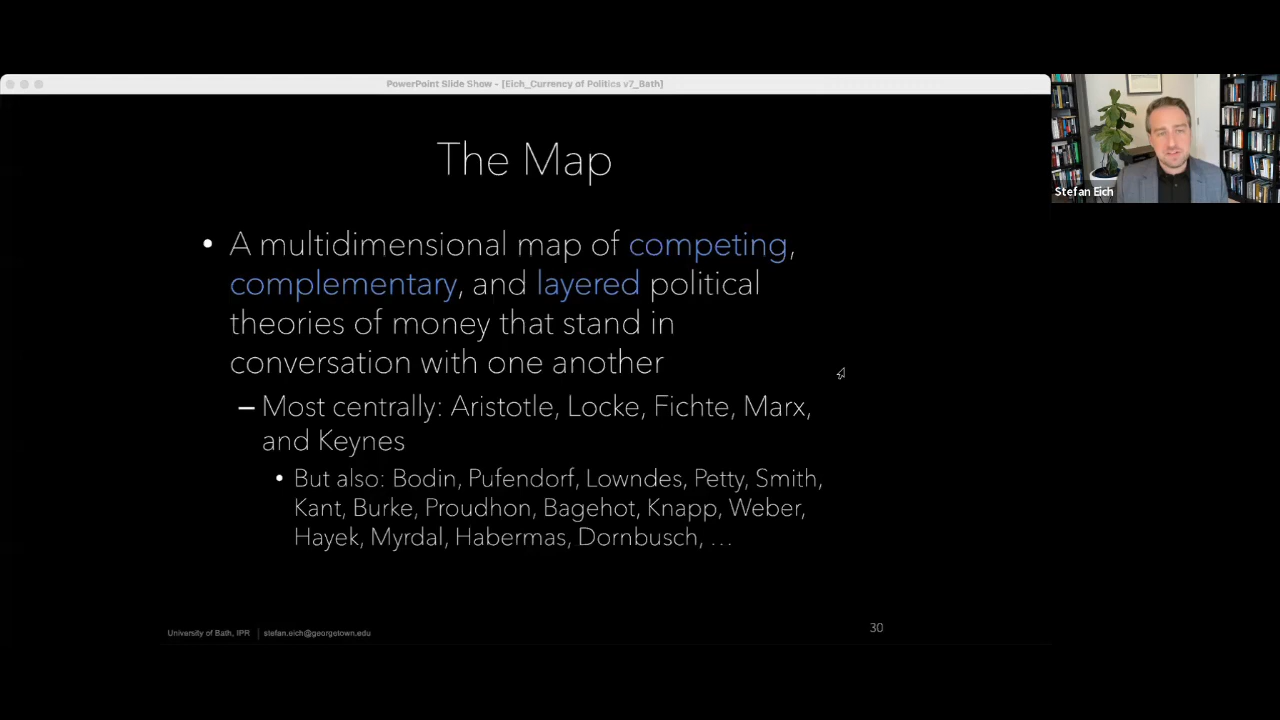 PowerPoint Slide Show - [Eich_Currency of Politics v7_Bath]
The Map
• A multidimensional map of competing,
complementary, and layered political
theories of money that stand in
conversation with one another
– Most centrally: Aristotle, Locke, Fichte, Marx,
and Keynes
• But also: Bodin, Pufendorf, Lowndes, Petty, Smith,
Kant, Burke, Proudhon, Bagehot, Knapp, Weber,
Hayek, Myrdal, Habermas, Dornbusch, …
University of Bath, IPR | stefan.eich@georgetown.edu
30
Stefan Eich